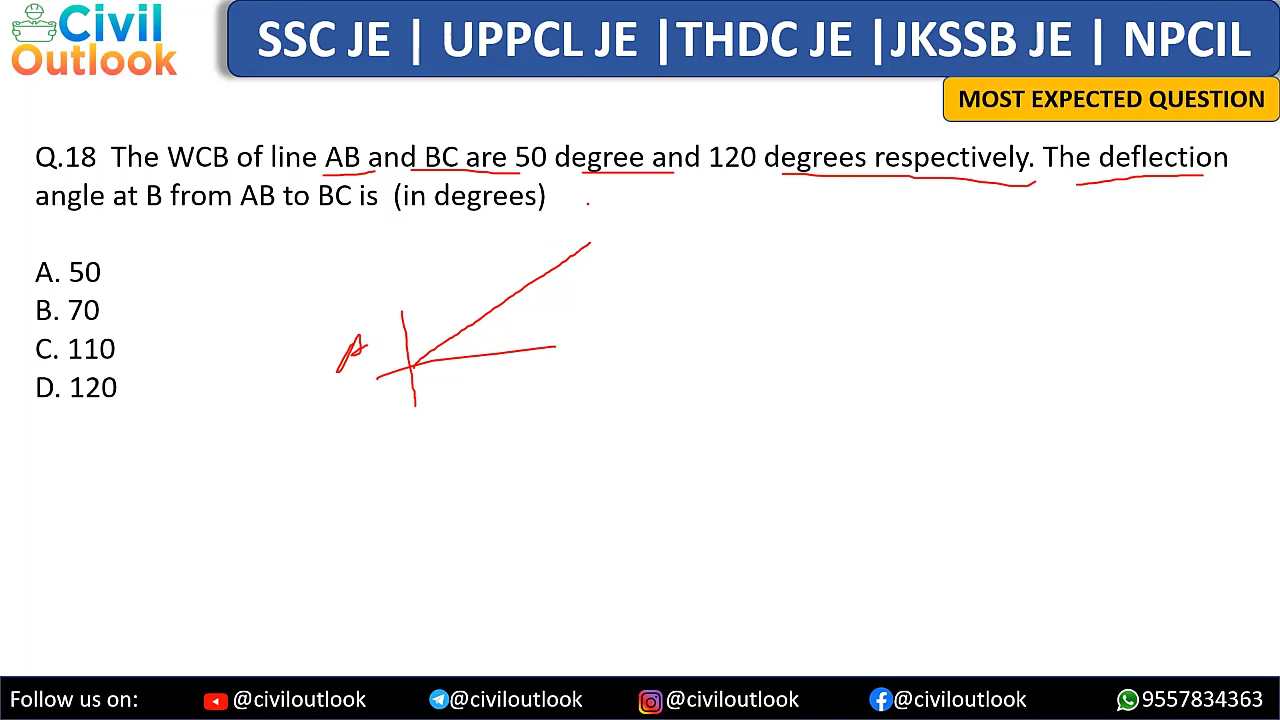 Civil
Outlook
SSC JE | UPPCL JE |THDC JE |JKSSB JE | NPCIL
MOST EXPECTED QUESTION
Q.18 The WCB of line AB and BC are 50 degree and 120 degrees respectively. The deflection
angle at B from AB to BC is (in degrees)
A. 50
B. 70
C. 110
D. 120
A
Follow us on: @civiloutlook @civiloutlook @civiloutlook @civiloutlook 9557834363